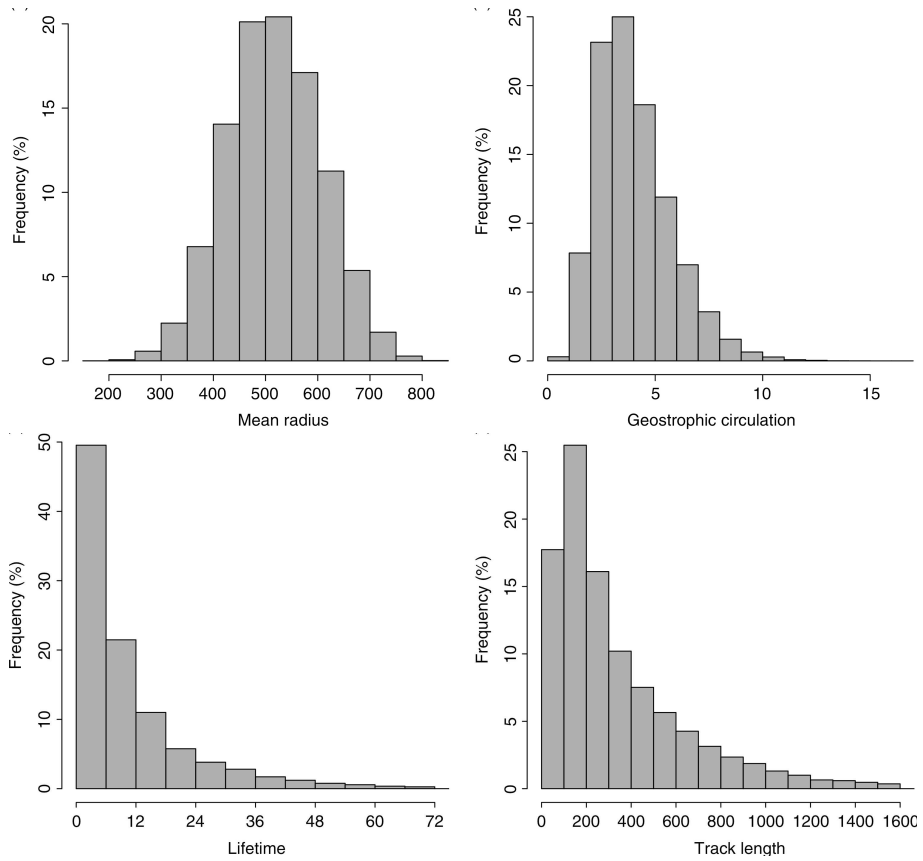 Frequency (%)
0 5 10 15 20
200 300 400 500 600 700 800
Mean radius
Frequency (%)
0 5 10 15 20 25
0 5 10 15
Geostrophic circulation
Frequency (%)
0 10 20 30 40 50
0 12 24 36 48 60 72
Lifetime
Frequency (%)
0 5 10 15 20 25
0 200 400 600 800 1000 1200 1400 1600
Track length